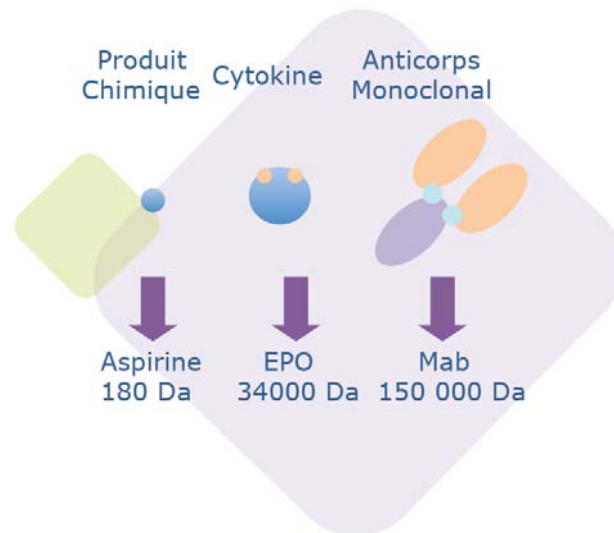 Produit
Chimique
Cytokine
Anticorps
Monoclonal
Aspirine
180 Da
EPO
34000 Da
Mab
150 000 Da